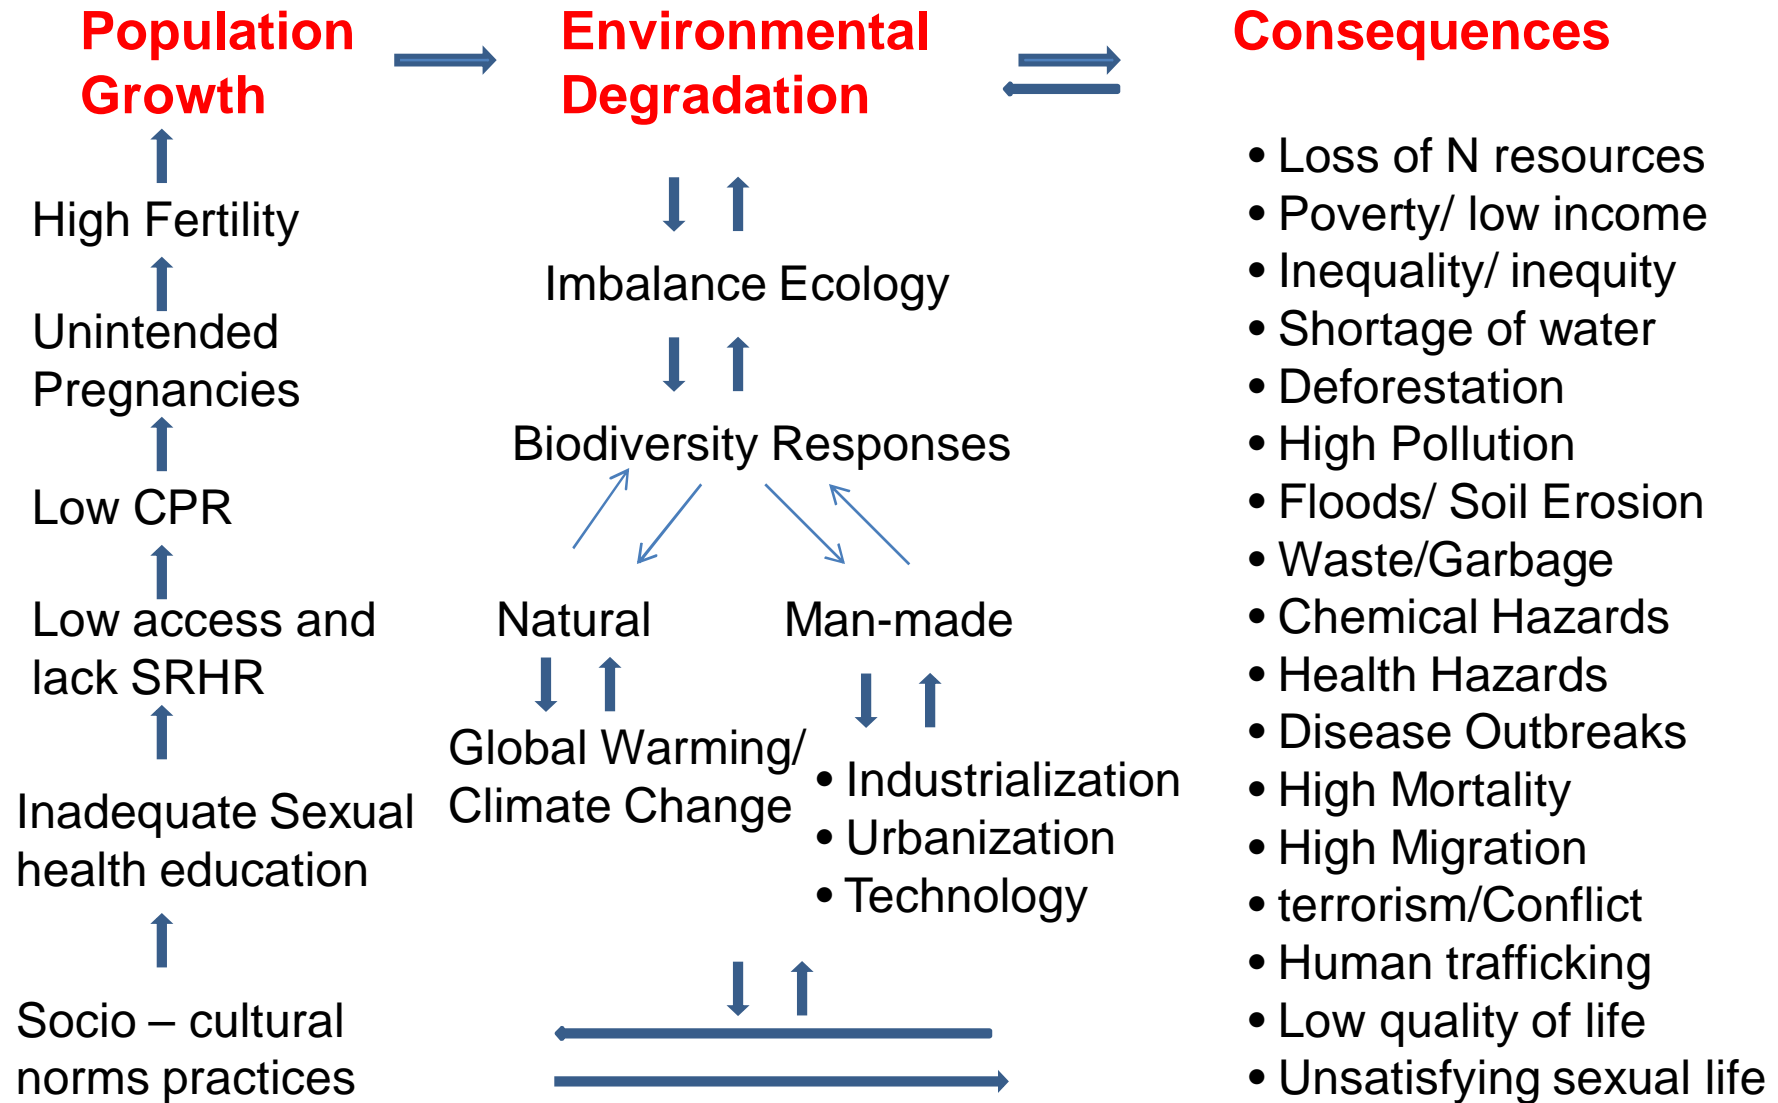 Population
Growth
High Fertility
Unintended
Pregnancies
Low CPR
Low access and
lack SRHR
Inadequate Sexual
health education
Socio – cultural
norms practices
Environmental
Degradation
Imbalance Ecology
Biodiversity Responses
Natural
Man-made
Global Warming/
Climate Change
• Industrialization
• Urbanization
• Technology
Consequences
• Loss of N resources
• Poverty/ low income
• Inequality/ inequity
• Shortage of water
• Deforestation
• High Pollution
• Floods/ Soil Erosion
• Waste/Garbage
• Chemical Hazards
• Health Hazards
• Disease Outbreaks
• High Mortality
• High Migration
• terrorism/Conflict
• Human trafficking
• Low quality of life
• Unsatisfying sexual life